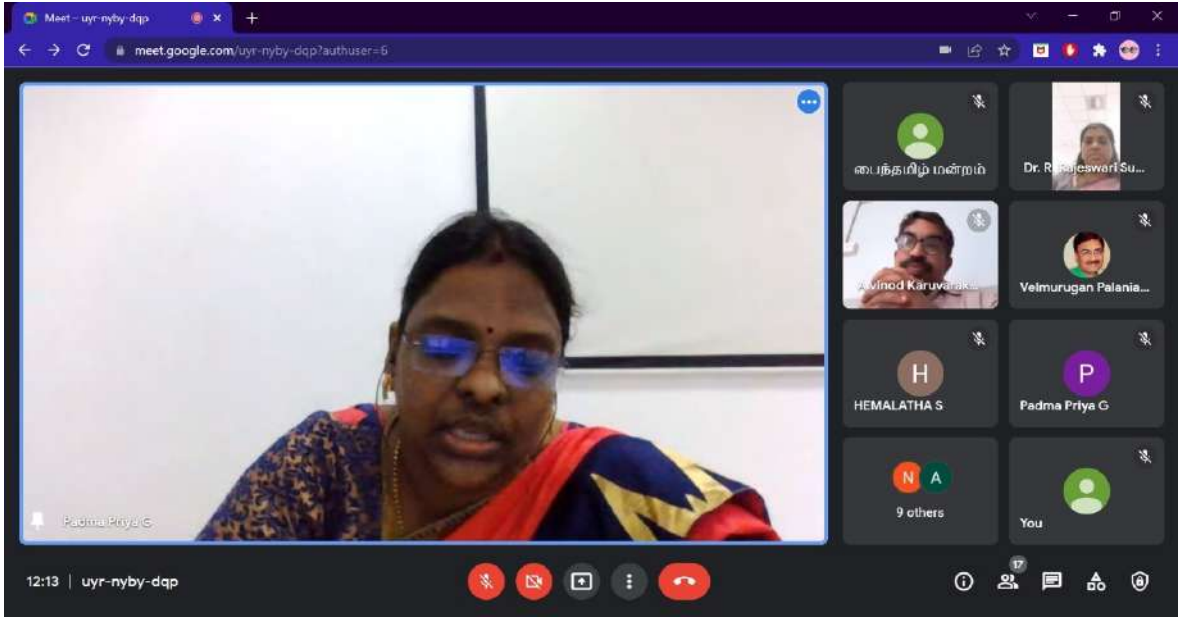 Meet – uyr-nyby-dqp
meet.google.com/uyr-nyby-dqp?authuser=6
பைந்தமிழ் மன்றம்
Dr. R Rajeswari Su...
Karuvarak...
Velmurugan Palania...
H
HEMALATHA S
P
Padma Priya G
N A
9 others
You
Padma Priya G
12:13 | uyr-nyby-dqp
17